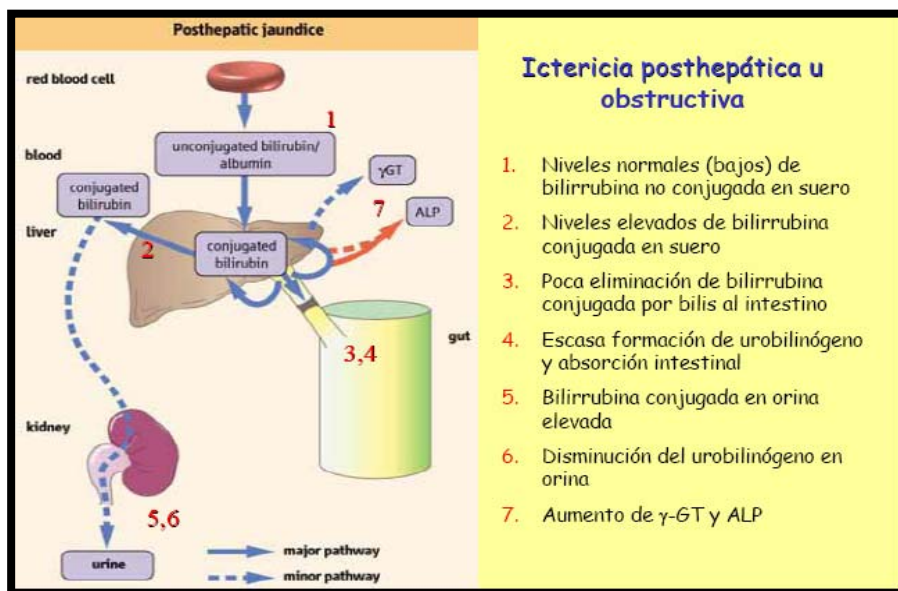 Posthepatic jaundice
red blood cell
1
unconjugated bilirubin/
albumin
blood
γGT
conjugated
bilirubin
7
ALP
liver
2
conjugated
bilirubin
gut
3,4
kidney
5,6
urine
major pathway
minor pathway
Ictericia posthepática u
obstructiva
1. Niveles normales (bajos) de
bilirrubina no conjugada en suero
2. Niveles elevados de bilirrubina
conjugada en suero
3. Poca eliminación de bilirrubina
conjugada por bilis al intestino
4. Escasa formación de urobilinógeno
y absorción intestinal
5. Bilirrubina conjugada en orina
elevada
6. Disminución del urobilinógeno en
orina
7. Aumento de γ-GT y ALP